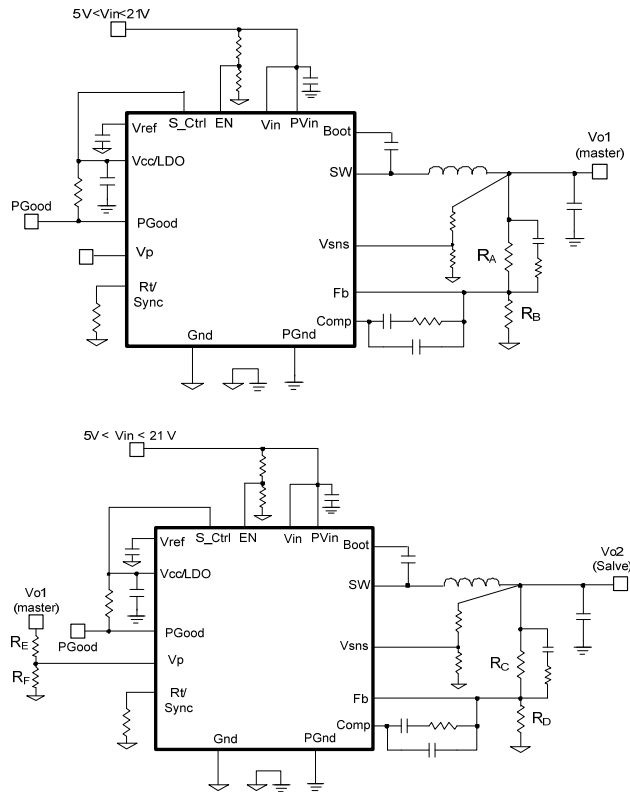 5V<Vin<21V
S_Ctrl EN Vin PVin
Vref
Boot
Vo1
(master)
Vcc/LDO
SW
PGood
PGood
Vsns
RA
Vp
Rt/
Sync
Fb
RB
Comp
Gnd PGnd
5V< Vin < 21 V
S_Ctrl EN Vin PVin
Vref
Boot
Vo2
(Salve)
Vcc/LDO
SW
Vo1
(master)
RE
PGood
PGood
Vsns
RC
Vp
RF
Rt/
Sync
Fb
RD
Comp
Gnd PGnd